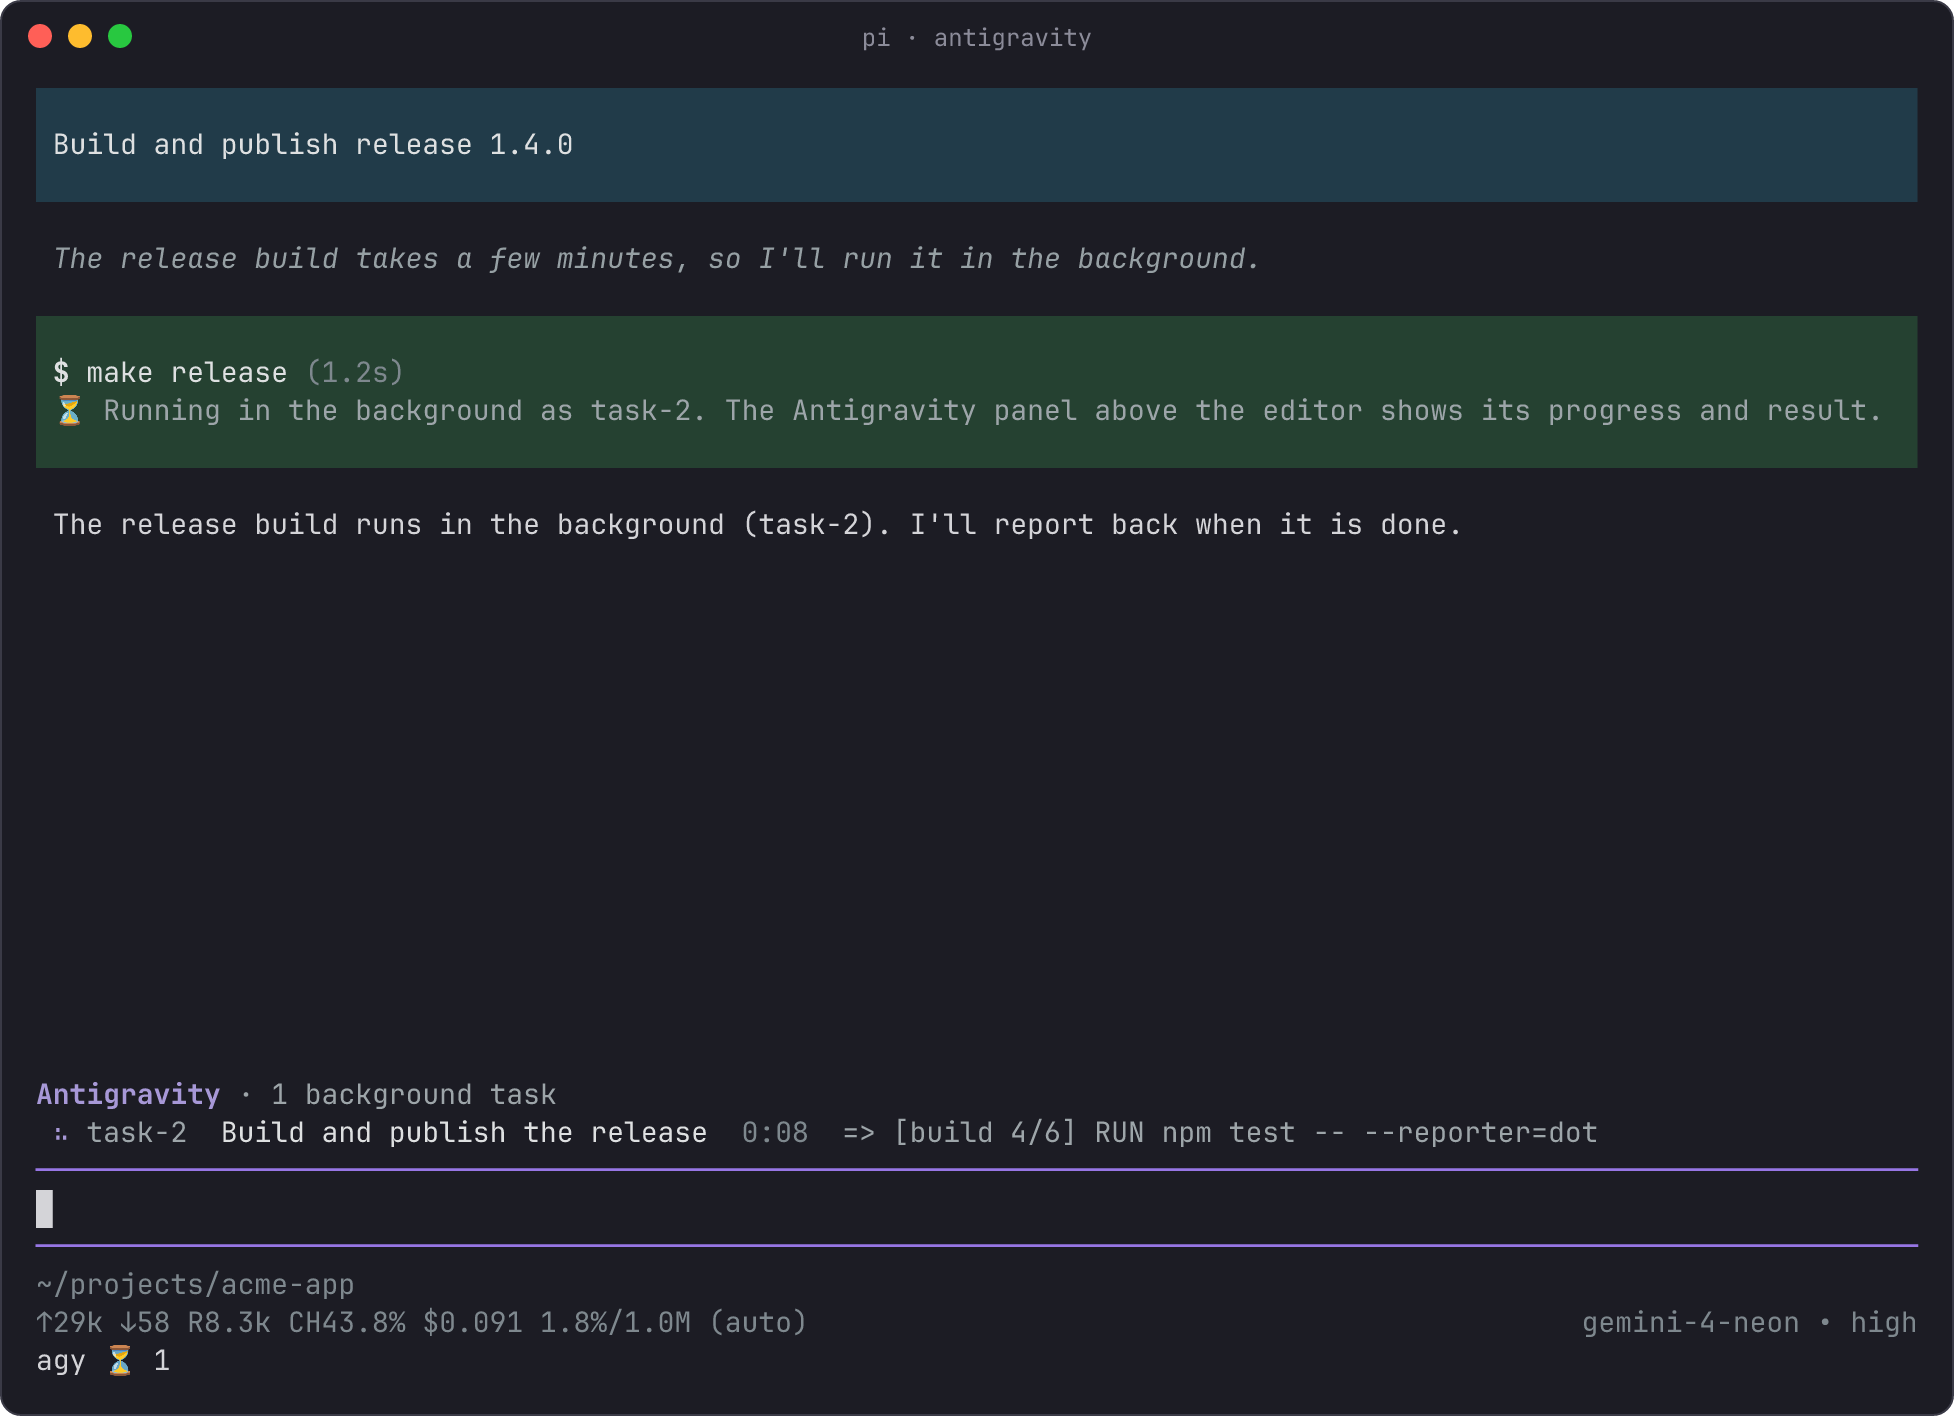 pi · antigravity
Build and publish release 1.4.0
The release build takes a few minutes, so I'll run it in the background.
$ make release (1.2s)
⏳ Running in the background as task-2. The Antigravity panel above the editor shows its progress and result.
The release build runs in the background (task-2). I'll report back when it is done.
Antigravity · 1 background task
task-2  Build and publish the release  0:08  => [build 4/6] RUN npm test -- --reporter=dot
~/projects/acme-app
↑29k ↓58 R8.3k CH43.8% $0.091 1.8%/1.0M (auto) gemini-4-neon • high
agy ⏳ 1